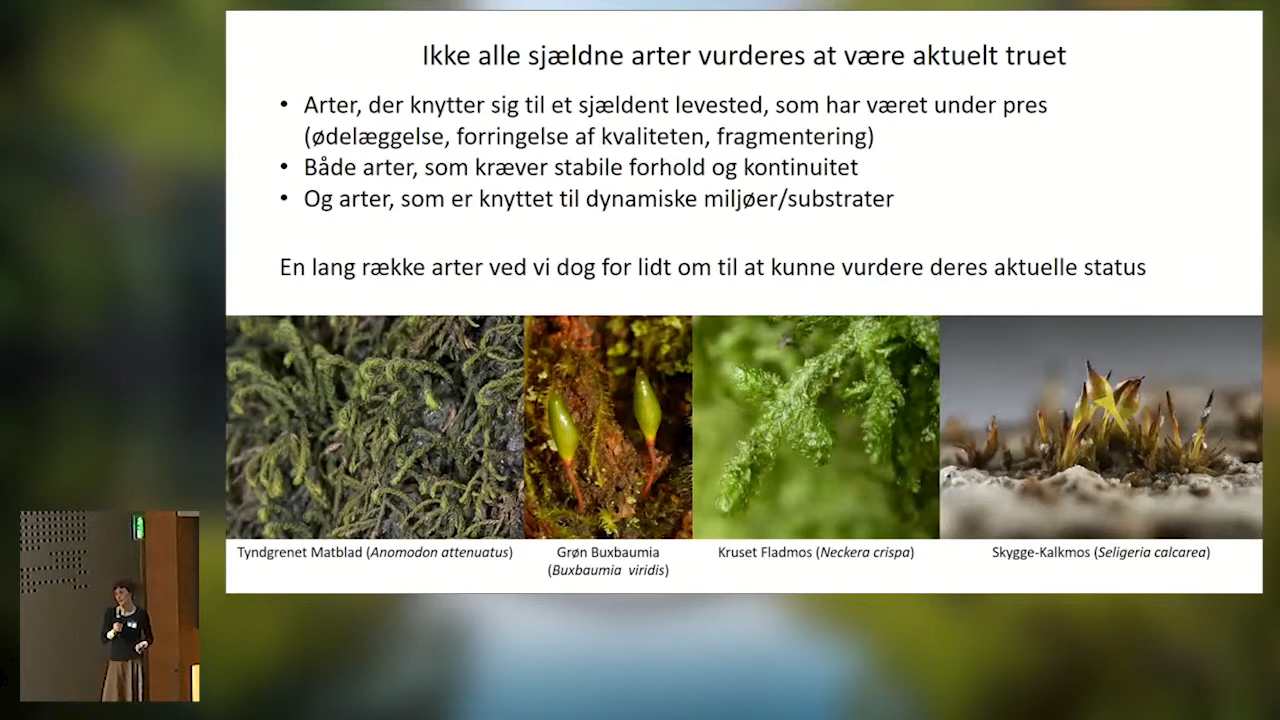 Ikke alle sjældne arter vurderes at være aktuelt truet
• Arter, der knytter sig til et sjældent levested, som har været under pres
(ødelæggelse, forringelse af kvaliteten, fragmentering)
• Både arter, som kræver stabile forhold og kontinuitet
• Og arter, som er knyttet til dynamiske miljøer/substrater
En lang række arter ved vi dog for lidt om til at kunne vurdere deres aktuelle status
Tyndgrenet Matblad (Anomodon attenuatus)
Grøn Buxbaumia
(Buxbaumia viridis)
Kruset Fladmos (Neckera crispa)
Skygge-Kalkmos (Seligeria calcarea)